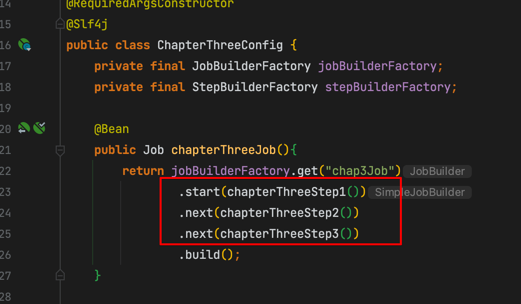 14 @RequiredArgsConstructor
15 @Slf4j
16 public class ChapterThreeConfig {
17 private final JobBuilderFactory jobBuilderFactory;
18 private final StepBuilderFactory stepBuilderFactory;
19
20 @Bean
21 public Job chapterThreeJob(){
22 return jobBuilderFactory.get("chap3Job") JobBuilder
23 .start(chapterThreeStep1()) SimpleJobBuilder
24 .next(chapterThreeStep2())
25 .next(chapterThreeStep3())
26 .build();
27 }
28